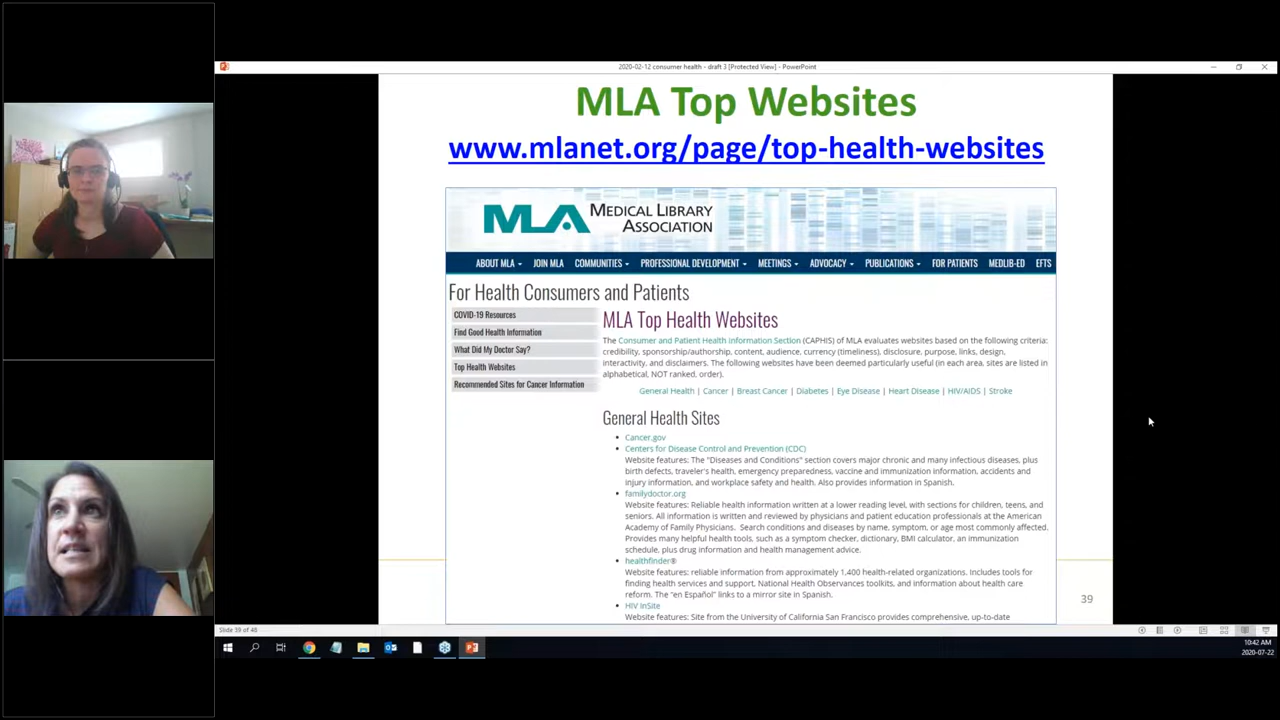 2020-02-12 consumer health - draft 3 [Protected View] - PowerPoint
MLA Top Websites
www.mlanet.org/page/top-health-websites
MLA MEDICAL LIBRARY
ASSOCIATION
ABOUT MLA JOIN MLA COMMUNITIES PROFESSIONAL DEVELOPMENT MEETINGS ADVOCACY PUBLICATIONS FOR PATIENTS MEDLIB-ED EFTS
For Health Consumers and Patients
COVID-19 Resources
Find Good Health Information
What Did My Doctor Say?
Top Health Websites
Recommended Sites for Cancer Information
MLA Top Health Websites
The Consumer and Patient Health Information Section (CAPHIS) of MLA evaluates websites based on the following criteria:
credibility, sponsorship/authorship, content, audience, currency (timeliness), disclosure, purpose, links, design,
interactivity, and disclaimers. The following websites have been deemed particularly useful (in each area, sites are listed in
alphabetical, NOT ranked, order).
General Health | Cancer | Breast Cancer | Diabetes | Eye Disease | Heart Disease | HIV/AIDS | Stroke
General Health Sites
• Cancer.gov
• Centers for Disease Control and Prevention (CDC)
Website features: The "Diseases and Conditions" section covers major chronic and many infectious diseases, plus
birth defects, traveler's health, emergency preparedness, vaccine and immunization information, accidents and
injury information, and workplace safety and health. Also provides information in Spanish.
• familydoctor.org
Website features: Reliable health information written at a lower reading level, with sections for children, teens, and
seniors. All information is written and reviewed by physicians and patient education professionals at the American
Academy of Family Physicians. Search conditions and diseases by name, symptom, or age most commonly affected.
Provides many helpful health tools, such as a symptom checker, dictionary, BMI calculator, an immunization
schedule, plus drug information and health management advice.
• healthfinder®
Website features: reliable information from approximately 1,400 health-related organizations. Includes tools for
finding health services and support, National Health Observances toolkits, and information about health care
reform. The "en Español" links to a mirror site in Spanish.
• HIV InSite
Website features: Site from the University of California San Francisco provides comprehensive, up-to-date
39
Slide 39 of 48
10:42 AM
2020-07-22